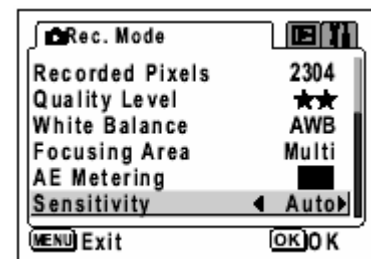 Rec. Mode
Recorded Pixels 2304
Quality Level ★★
White Balance AWB
Focusing Area Multi
AE Metering
Sensitivity ◀ Auto▶
MENU Exit OK OK